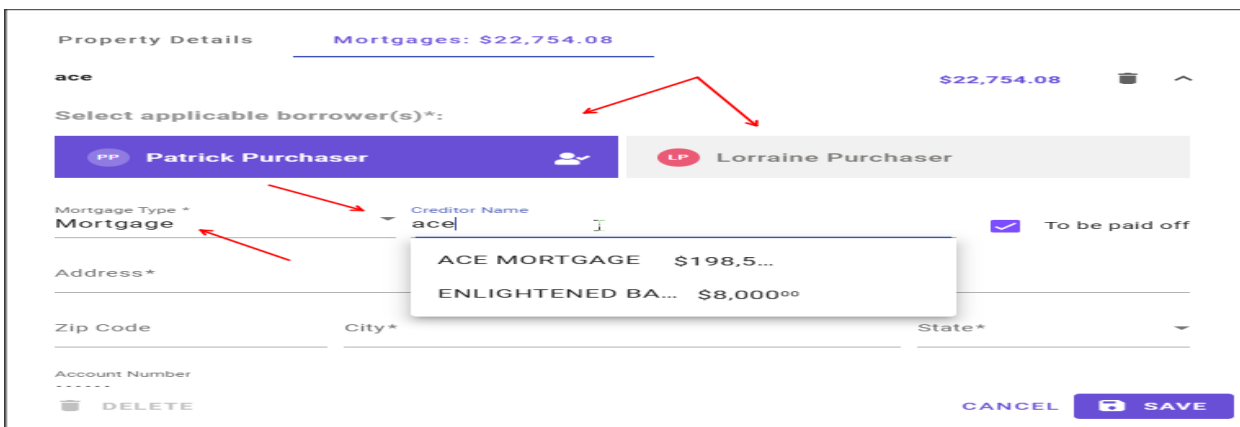 Property Details Mortgages: $22,754.08
ace $22,754.08
Select applicable borrower(s)*:
PP Patrick Purchaser LP Lorraine Purchaser
Mortgage Type * Creditor Name
Mortgage ace To be paid off
ACE MORTGAGE $198,5...
Address*
ENLIGHTENED BA... $8,000⁰⁰
Zip Code City* State*
Account Number
DELETE CANCEL SAVE